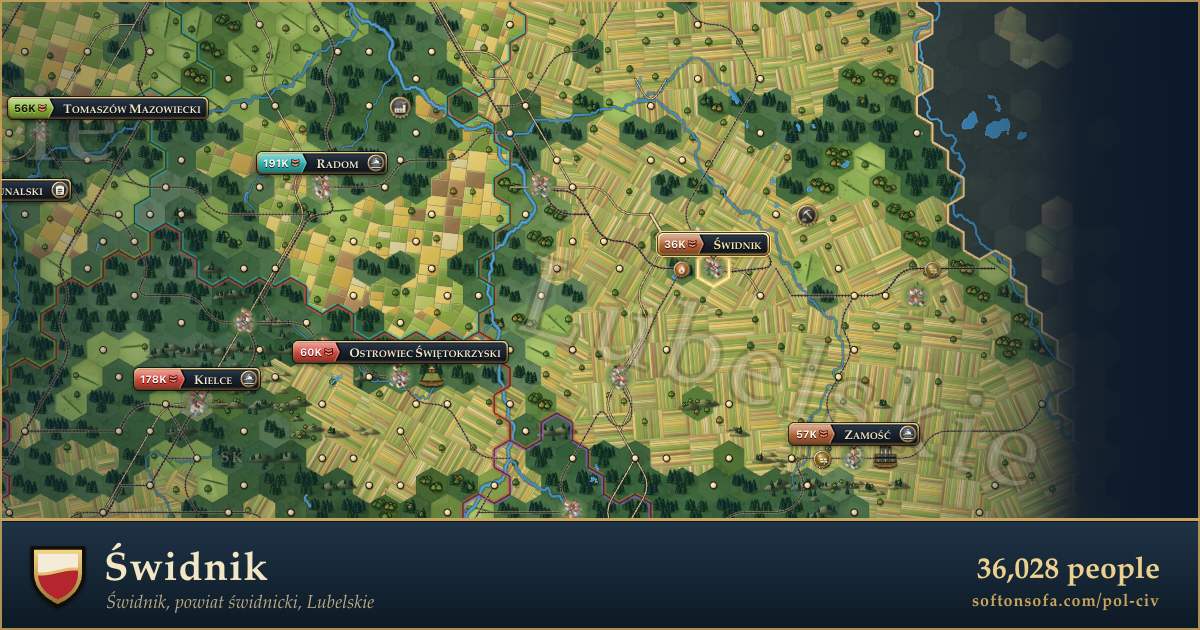 56K Tomaszów Mazowiecki
191K Radom
NALSKI
36K Świdnik
Lubelskie
60K Ostrowiec Świętokrzyski
178K Kielce
57K Zamość
Świdnik
36,028 people
Świdnik, powiat świdnicki, Lubelskie
softonsofa.com/pol-civ